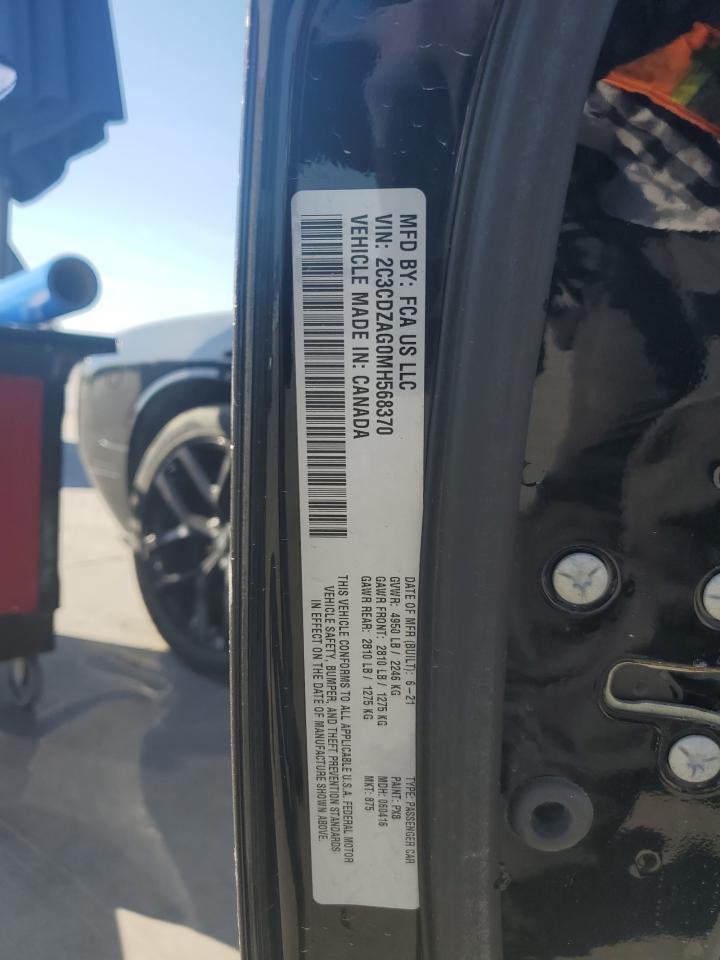 MFD BY: FCA US LLC
VIN: 2C3CDZAG0MH568370
VEHICLE MADE IN: CANADA
DATE OF MFR (BUILT): 6-21
GVWR: 4950 LB / 2246 KG
GAWR FRONT: 2810 LB / 1275 KG
GAWR REAR: 2810 LB / 1275 KG
TYPE: PASSENGER CAR
PAINT: PX8
MDH: 060416
MKT: 875
THIS VEHICLE CONFORMS TO ALL APPLICABLE U.S.A. FEDERAL MOTOR
VEHICLE SAFETY, BUMPER, AND THEFT PREVENTION STANDARDS
IN EFFECT ON THE DATE OF MANUFACTURE SHOWN ABOVE.